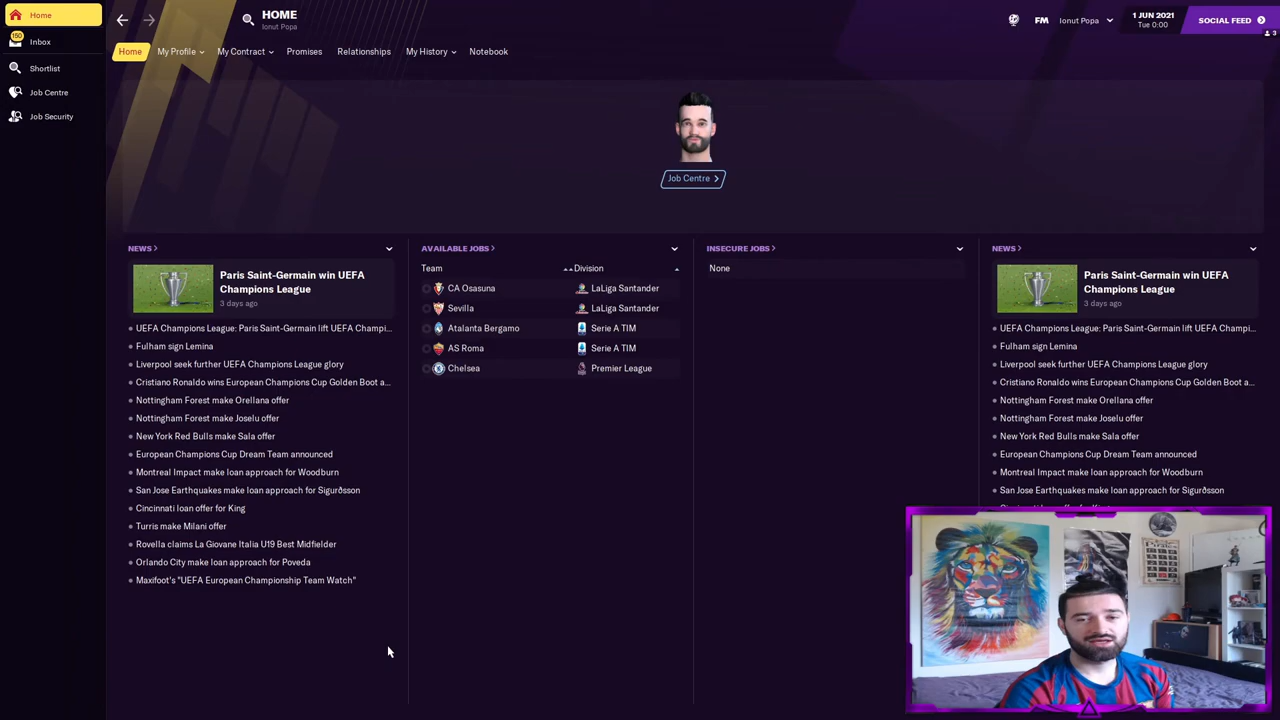 Home
150
Inbox
Shortlist
Job Centre
Job Security
HOME
Ionut Popa
FM
Ionut Popa
1 JUN 2021
Tue 0:00
SOCIAL FEED
3
Home
My Profile
My Contract
Promises
Relationships
My History
Notebook
Job Centre
NEWS
Paris Saint-Germain win UEFA
Champions League
3 days ago
UEFA Champions League: Paris Saint-Germain lift UEFA Champi...
Fulham sign Lemina
Liverpool seek further UEFA Champions League glory
Cristiano Ronaldo wins European Champions Cup Golden Boot a...
Nottingham Forest make Orellana offer
Nottingham Forest make Joselu offer
New York Red Bulls make Sala offer
European Champions Cup Dream Team announced
Montreal Impact make loan approach for Woodburn
San Jose Earthquakes make loan approach for Sigurðsson
Cincinnati loan offer for King
Turris make Milani offer
Rovella claims La Giovane Italia U19 Best Midfielder
Orlando City make loan approach for Poveda
Maxifoot's "UEFA European Championship Team Watch"
AVAILABLE JOBS
Team Division
CA Osasuna LaLiga Santander
Sevilla LaLiga Santander
Atalanta Bergamo Serie A TIM
AS Roma Serie A TIM
Chelsea Premier League
INSECURE JOBS
None
NEWS
Paris Saint-Germain win UEFA
Champions League
3 days ago
UEFA Champions League: Paris Saint-Germain lift UEFA Champi...
Fulham sign Lemina
Liverpool seek further UEFA Champions League glory
Cristiano Ronaldo wins European Champions Cup Golden Boot a...
Nottingham Forest make Orellana offer
Nottingham Forest make Joselu offer
New York Red Bulls make Sala offer
European Champions Cup Dream Team announced
Montreal Impact make loan approach for Woodburn
San Jose Earthquakes make loan approach for Sigurðsson